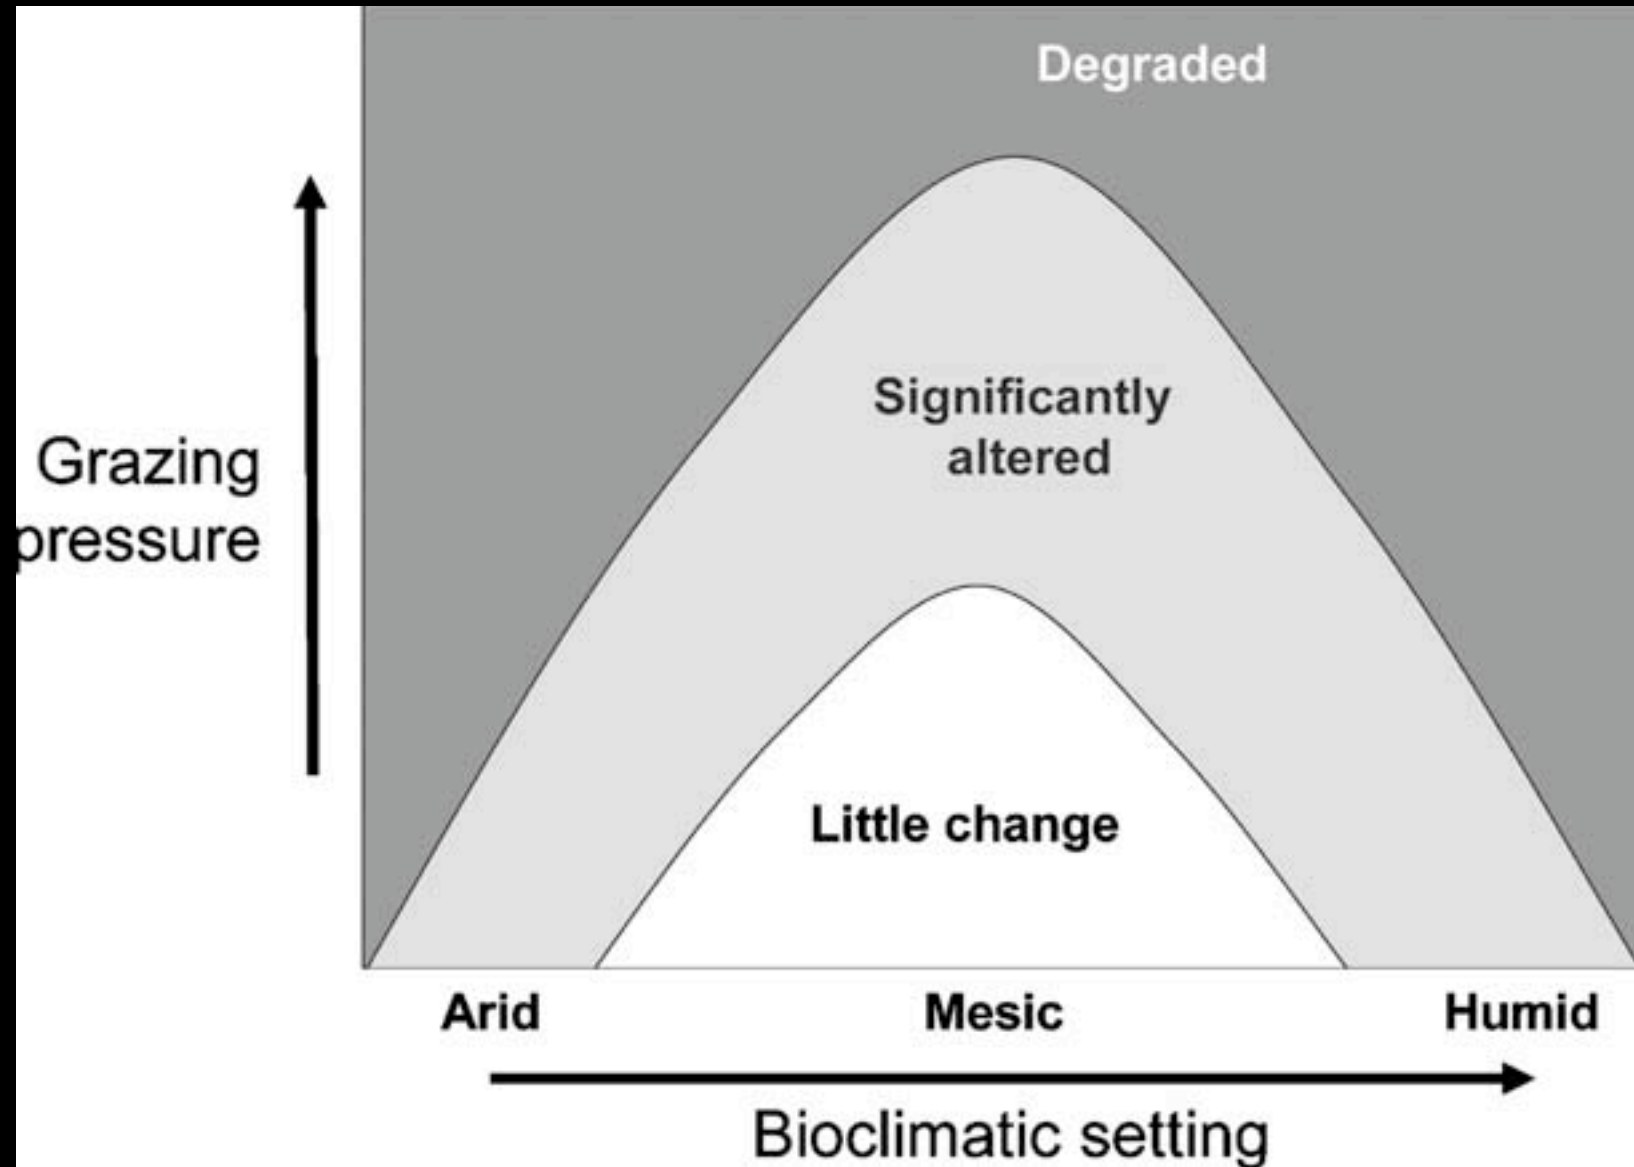 Degraded
Significantly
altered
Grazing
pressure
Little change
Arid Mesic Humid
Bioclimatic setting